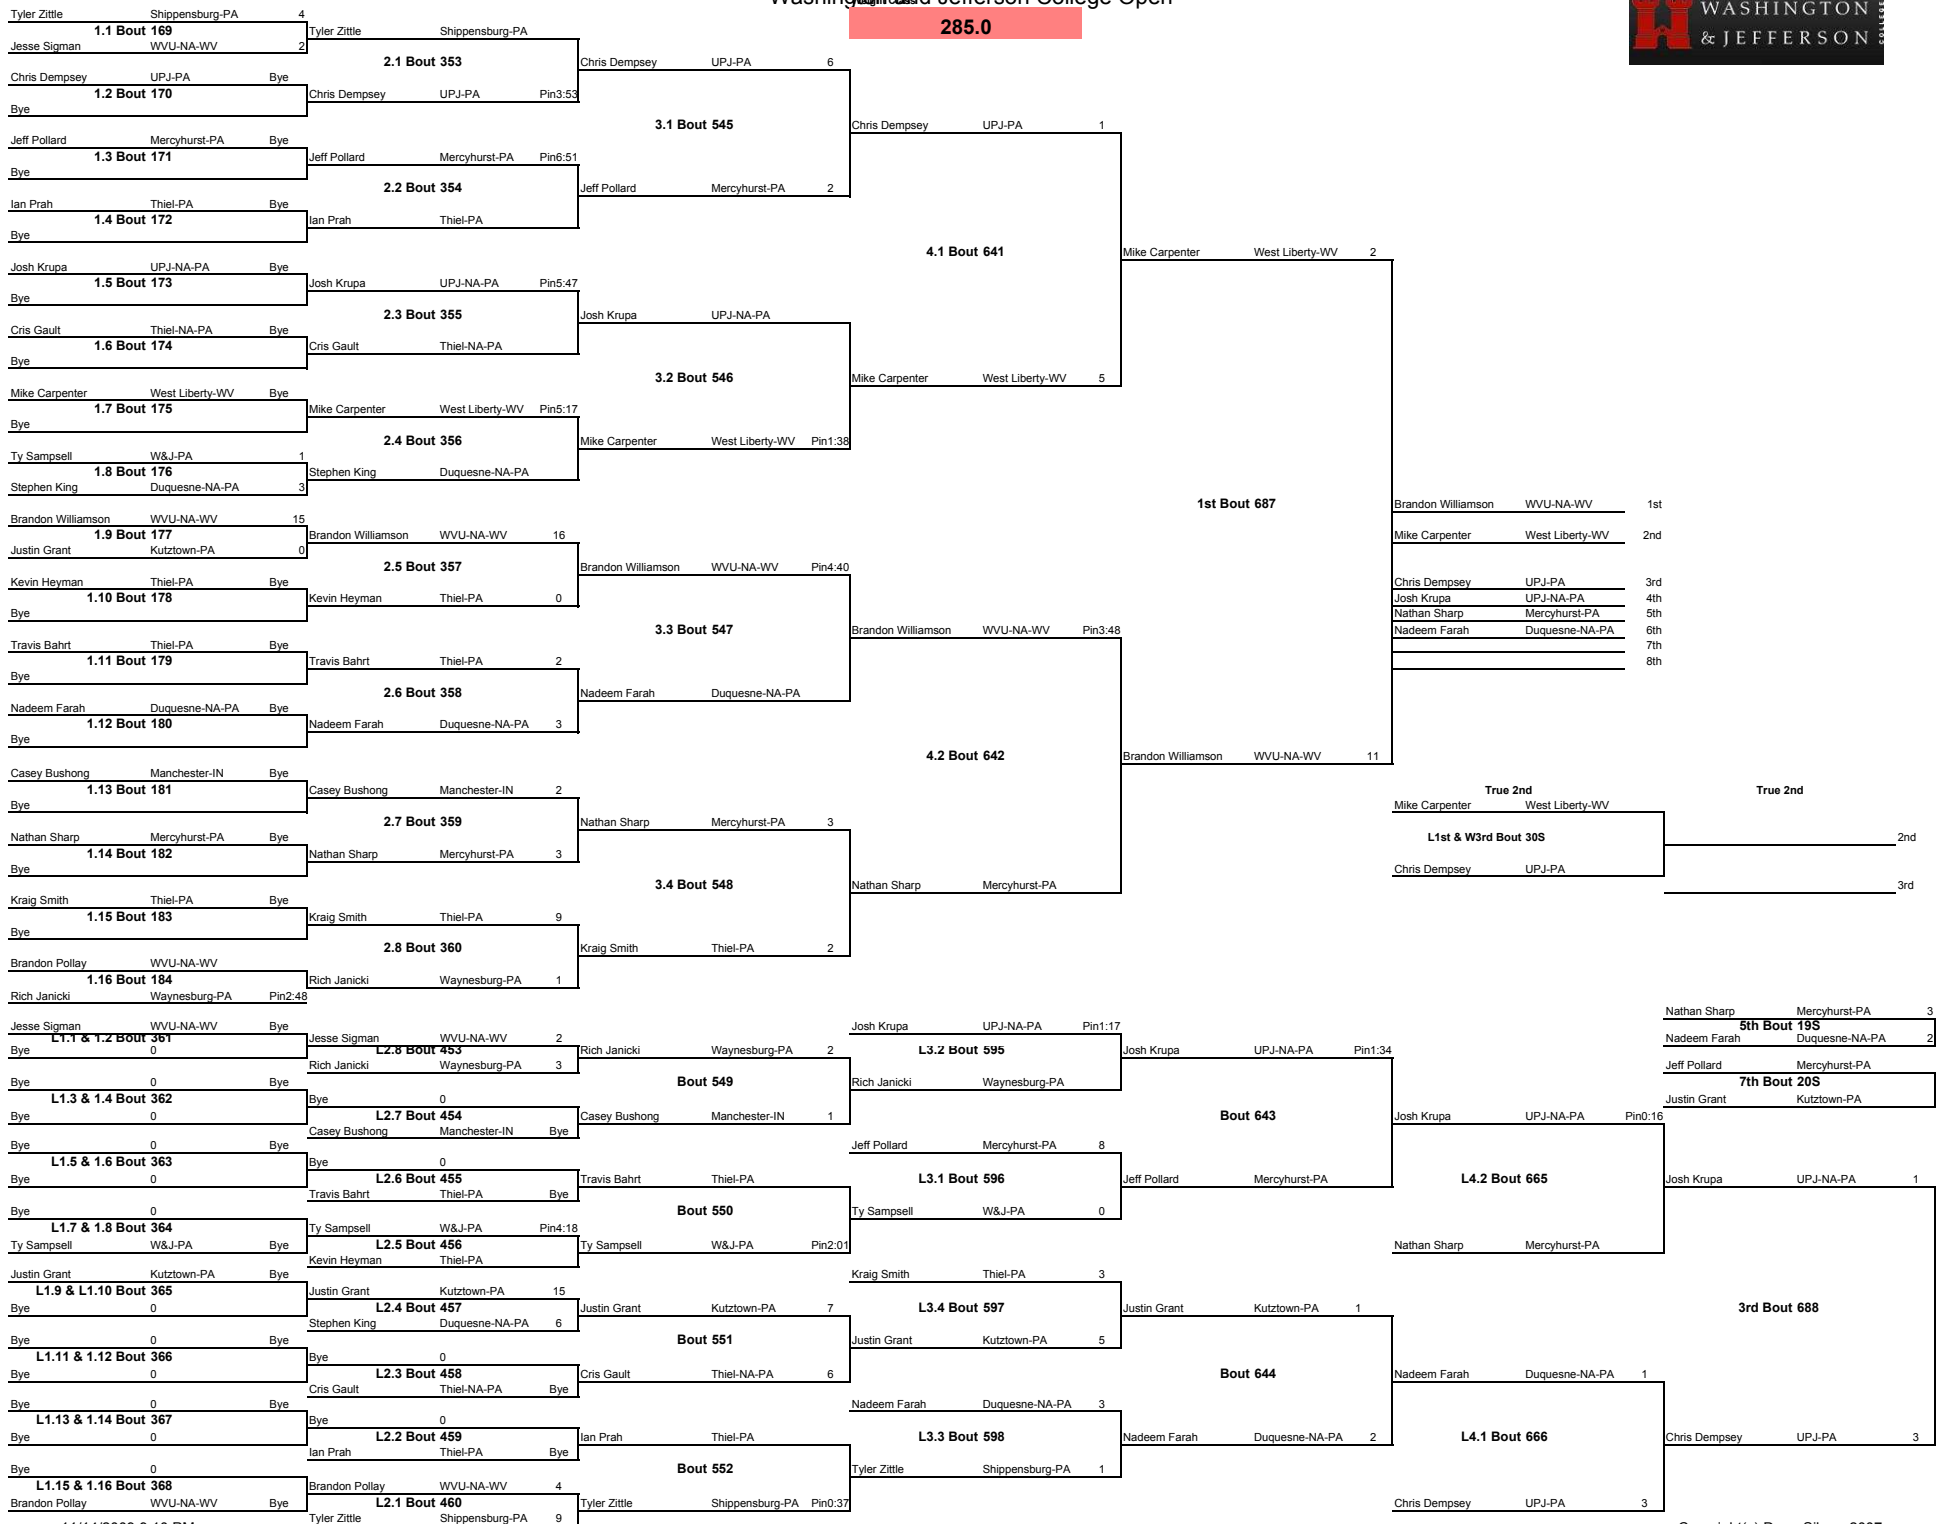 Washington and Jefferson College Open
285.0
WASHINGTON
& JEFFERSON
Tyler Zittle Shippensburg-PA 4
1.1 Bout 169
Jesse Sigman WVU-NA-WV 2
Chris Dempsey UPJ-PA Bye
1.2 Bout 170
Bye
Jeff Pollard Mercyhurst-PA Bye
1.3 Bout 171
Bye
Ian Prah Thiel-PA Bye
1.4 Bout 172
Bye
Josh Krupa UPJ-NA-PA Bye
1.5 Bout 173
Bye
Cris Gault Thiel-NA-PA Bye
1.6 Bout 174
Bye
Mike Carpenter West Liberty-WV Bye
1.7 Bout 175
Bye
Ty Sampsell W&J-PA 1
1.8 Bout 176
Stephen King Duquesne-NA-PA 3
Brandon Williamson WVU-NA-WV 15
1.9 Bout 177
Justin Grant Kutztown-PA 0
Kevin Heyman Thiel-PA Bye
1.10 Bout 178
Bye
Travis Bahrt Thiel-PA Bye
1.11 Bout 179
Bye
Nadeem Farah Duquesne-NA-PA Bye
1.12 Bout 180
Bye
Casey Bushong Manchester-IN Bye
1.13 Bout 181
Bye
Nathan Sharp Mercyhurst-PA Bye
1.14 Bout 182
Bye
Kraig Smith Thiel-PA Bye
1.15 Bout 183
Bye
Brandon Pollay WVU-NA-WV
1.16 Bout 184
Rich Janicki Waynesburg-PA Pin2:48
Tyler Zittle Shippensburg-PA
2.1 Bout 353
Chris Dempsey UPJ-PA Pin3:53
Jeff Pollard Mercyhurst-PA Pin6:51
2.2 Bout 354
Ian Prah Thiel-PA
Josh Krupa UPJ-NA-PA Pin5:47
2.3 Bout 355
Cris Gault Thiel-NA-PA
Mike Carpenter West Liberty-WV Pin5:17
2.4 Bout 356
Stephen King Duquesne-NA-PA
Brandon Williamson WVU-NA-WV 16
2.5 Bout 357
Kevin Heyman Thiel-PA 0
Travis Bahrt Thiel-PA 2
2.6 Bout 358
Nadeem Farah Duquesne-NA-PA 3
Casey Bushong Manchester-IN 2
2.7 Bout 359
Nathan Sharp Mercyhurst-PA 3
Kraig Smith Thiel-PA 9
2.8 Bout 360
Rich Janicki Waynesburg-PA 1
Chris Dempsey UPJ-PA 6
3.1 Bout 545
Jeff Pollard Mercyhurst-PA 2
Josh Krupa UPJ-NA-PA
3.2 Bout 546
Mike Carpenter West Liberty-WV Pin1:38
Brandon Williamson WVU-NA-WV Pin4:40
3.3 Bout 547
Nadeem Farah Duquesne-NA-PA
Nathan Sharp Mercyhurst-PA 3
3.4 Bout 548
Kraig Smith Thiel-PA 2
Chris Dempsey UPJ-PA 1
4.1 Bout 641
Mike Carpenter West Liberty-WV 5
Brandon Williamson WVU-NA-WV Pin3:48
4.2 Bout 642
Nathan Sharp Mercyhurst-PA
Mike Carpenter West Liberty-WV 2
1st Bout 687
Brandon Williamson WVU-NA-WV 11
Brandon Williamson WVU-NA-WV 1st
Mike Carpenter West Liberty-WV 2nd
Chris Dempsey UPJ-PA 3rd
Josh Krupa UPJ-NA-PA 4th
Nathan Sharp Mercyhurst-PA 5th
Nadeem Farah Duquesne-NA-PA 6th
7th
8th
True 2nd True 2nd
Mike Carpenter West Liberty-WV
L1st & W3rd Bout 30S
2nd
Chris Dempsey UPJ-PA
3rd
Jesse Sigman WVU-NA-WV Bye
L1.1 & 1.2 Bout 361
Bye 0
Bye 0 Bye
L1.3 & 1.4 Bout 362
Bye 0
Bye 0 Bye
L1.5 & 1.6 Bout 363
Bye 0
Bye 0
L1.7 & 1.8 Bout 364
Ty Sampsell W&J-PA Bye
Justin Grant Kutztown-PA Bye
L1.9 & L1.10 Bout 365
Bye 0
Bye 0 Bye
L1.11 & 1.12 Bout 366
Bye 0
Bye 0 Bye
L1.13 & 1.14 Bout 367
Bye 0
Bye 0
L1.15 & 1.16 Bout 368
Brandon Pollay WVU-NA-WV Bye
Jesse Sigman WVU-NA-WV 2
L2.8 Bout 453
Rich Janicki Waynesburg-PA 3
Bye 0
L2.7 Bout 454
Casey Bushong Manchester-IN Bye
Bye 0
L2.6 Bout 455
Travis Bahrt Thiel-PA Bye
Ty Sampsell W&J-PA Pin4:18
L2.5 Bout 456
Kevin Heyman Thiel-PA
Justin Grant Kutztown-PA 15
L2.4 Bout 457
Stephen King Duquesne-NA-PA 6
Bye 0
L2.3 Bout 458
Cris Gault Thiel-NA-PA Bye
Bye 0
L2.2 Bout 459
Ian Prah Thiel-PA Bye
Brandon Pollay WVU-NA-WV 4
L2.1 Bout 460
Tyler Zittle Shippensburg-PA 9
Rich Janicki Waynesburg-PA 2
Bout 549
Casey Bushong Manchester-IN 1
Travis Bahrt Thiel-PA
Bout 550
Ty Sampsell W&J-PA Pin2:01
Justin Grant Kutztown-PA 7
Bout 551
Cris Gault Thiel-NA-PA 6
Ian Prah Thiel-PA
Bout 552
Tyler Zittle Shippensburg-PA Pin0:37
Josh Krupa UPJ-NA-PA Pin1:17
L3.2 Bout 595
Rich Janicki Waynesburg-PA
Jeff Pollard Mercyhurst-PA 8
L3.1 Bout 596
Ty Sampsell W&J-PA 0
Kraig Smith Thiel-PA 3
L3.4 Bout 597
Justin Grant Kutztown-PA 5
Nadeem Farah Duquesne-NA-PA 3
L3.3 Bout 598
Tyler Zittle Shippensburg-PA 1
Josh Krupa UPJ-NA-PA Pin1:34
Bout 643
Jeff Pollard Mercyhurst-PA
Justin Grant Kutztown-PA 1
Bout 644
Nadeem Farah Duquesne-NA-PA 2
Josh Krupa UPJ-NA-PA Pin0:16
L4.2 Bout 665
Nathan Sharp Mercyhurst-PA
Nadeem Farah Duquesne-NA-PA 1
L4.1 Bout 666
Chris Dempsey UPJ-PA 3
Nathan Sharp Mercyhurst-PA 3
5th Bout 19S
Nadeem Farah Duquesne-NA-PA 2
Jeff Pollard Mercyhurst-PA
7th Bout 20S
Justin Grant Kutztown-PA
Josh Krupa UPJ-NA-PA 1
3rd Bout 688
Chris Dempsey UPJ-PA 3